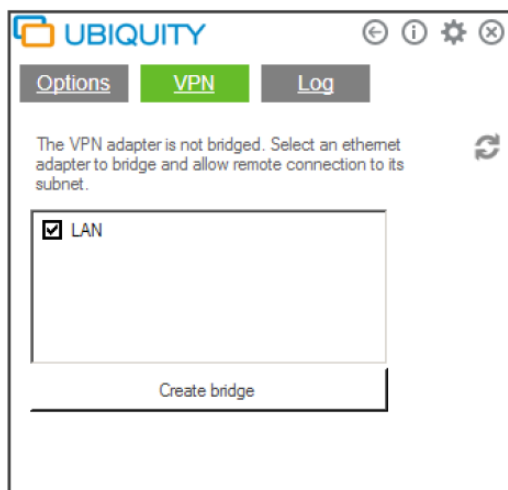 UBIQUITY
Options VPN Log
The VPN adapter is not bridged. Select an ethernet
adapter to bridge and allow remote connection to its
subnet.
LAN
Create bridge